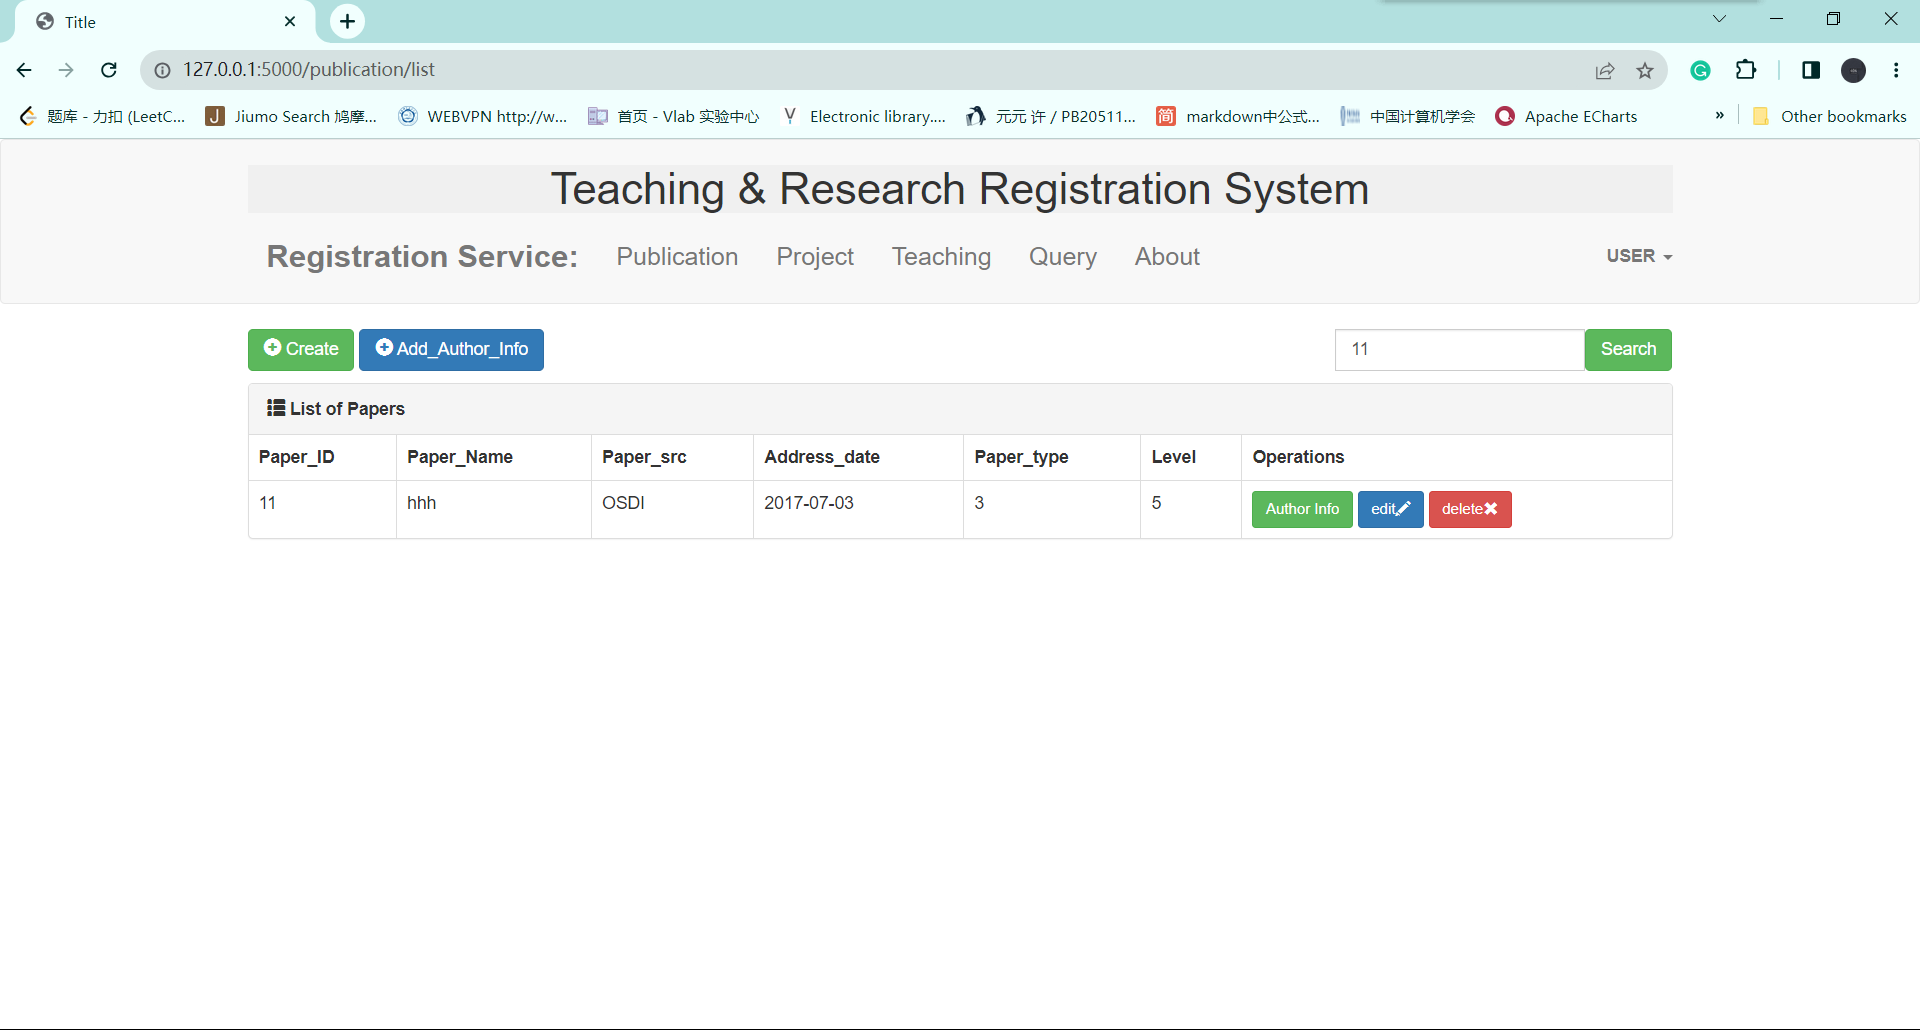 Title
127.0.0.1:5000/publication/list
题库 - 力扣 (LeetC... Jiumo Search 鸠摩... WEBVPN http://w... 首页 - Vlab 实验中心 Electronic library.... 元元 许 / PB20511... markdown中公式... 中国计算机学会 Apache ECharts » Other bookmarks
Teaching & Research Registration System
Registration Service: Publication Project Teaching Query About USER
Create Add_Author_Info 11 Search
List of Papers
Paper_ID Paper_Name Paper_src Address_date Paper_type Level Operations
11 hhh OSDI 2017-07-03 3 5 Author Info edit delete